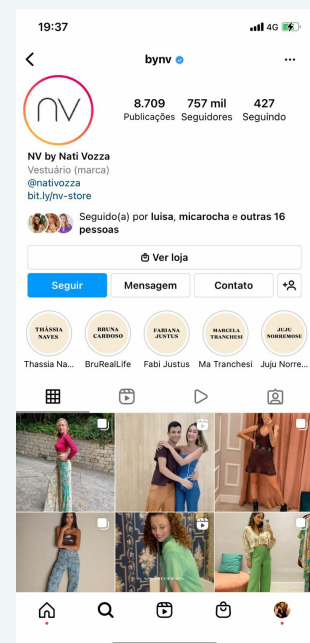 19:37
4G
bynv
NV
8.709 757 mil 427
Publicações Seguidores Seguindo
NV by Nati Vozza
Vestuário (marca)
@nativozza
bit.ly/nv-store
Seguido(a) por luisa, micarocha e outras 16
pessoas
Ver loja
Seguir Mensagem Contato
THÁSSIA
NAVES
BRUNA
CARDOSO
FABIANA
JUSTUS
MARCELA
TRANCHESI
JUJU
NORREMOSE
Thassia Na... BruRealLife Fabi Justus Ma Tranchesi Juju Norre...